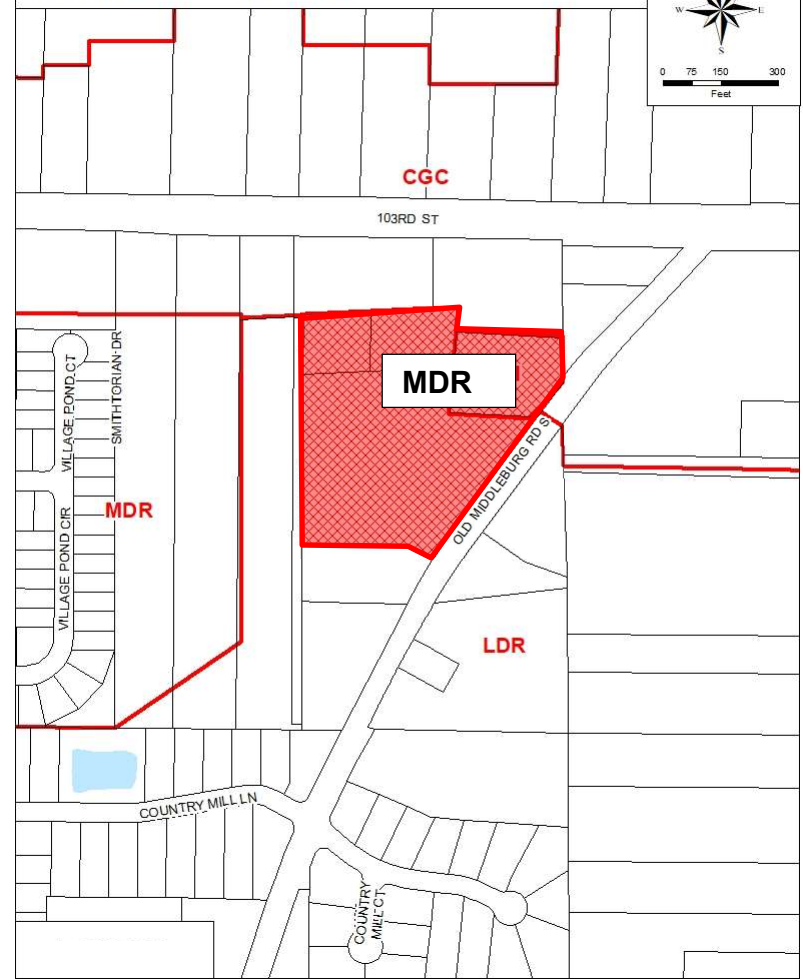 W
E
S
0 75 150 300
Feet
CGC
103RD ST
MDR
SMITHTORIAN DR
VILLAGE POND CT
OLD MIDDLEBURG RD S
MDR
VILLAGE POND CIR
LDR
COUNTRY MILL LN
COUNTRY
MILL CT